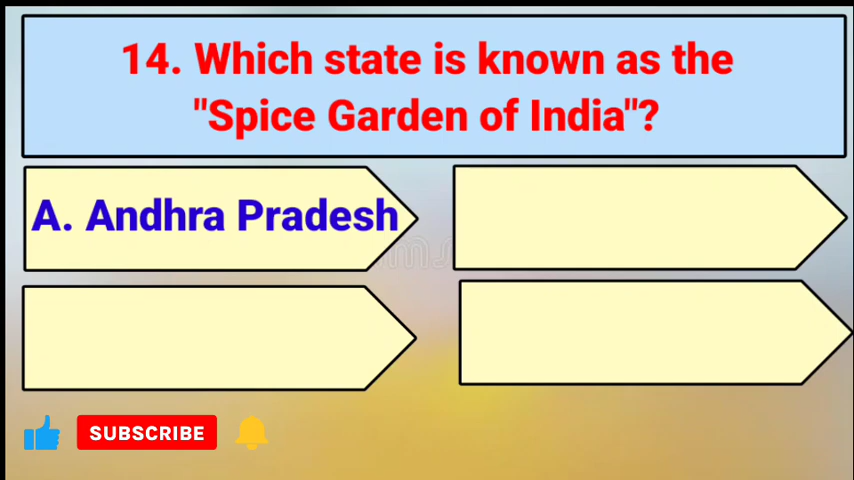 14. Which state is known as the
"Spice Garden of India"?
A. Andhra Pradesh
SUBSCRIBE